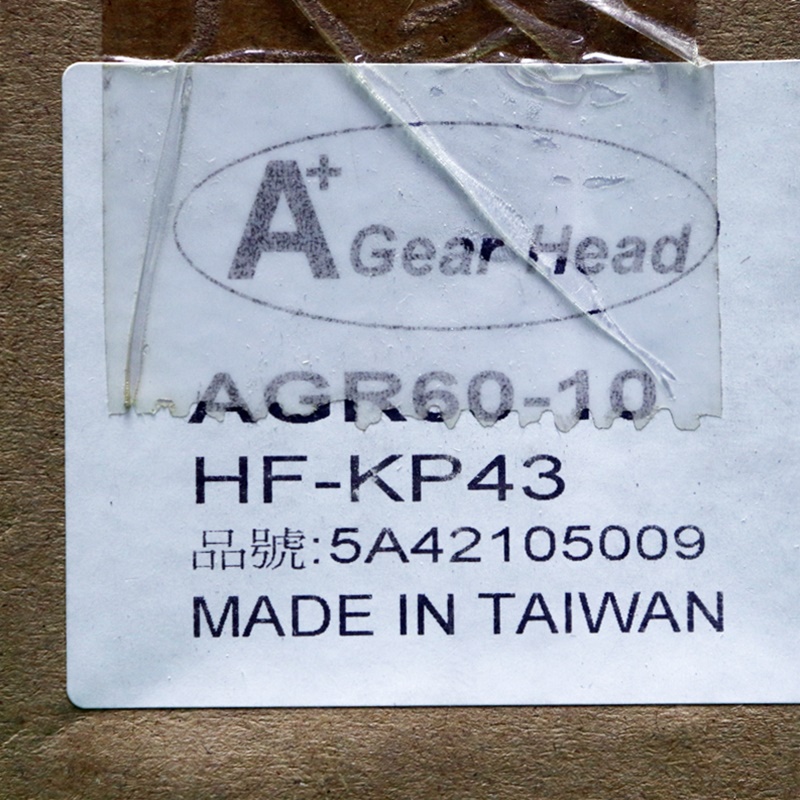 A+ Gear Head
AGR60-10
HF-KP43
品號:5A42105009
MADE IN TAIWAN